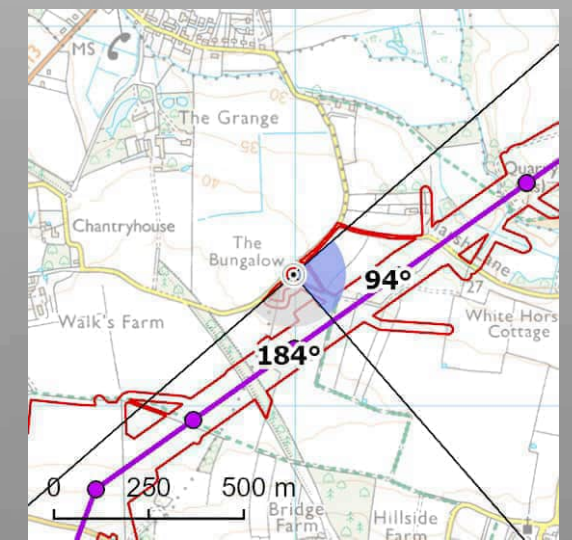 MS
The Grange
30
35
40
Chantryhouse
The
Bungalow
94°
27
White Hors
Cottage
Walk's Farm
184°
0 250 500 m
Bridge
Farm
Hillside
Farm